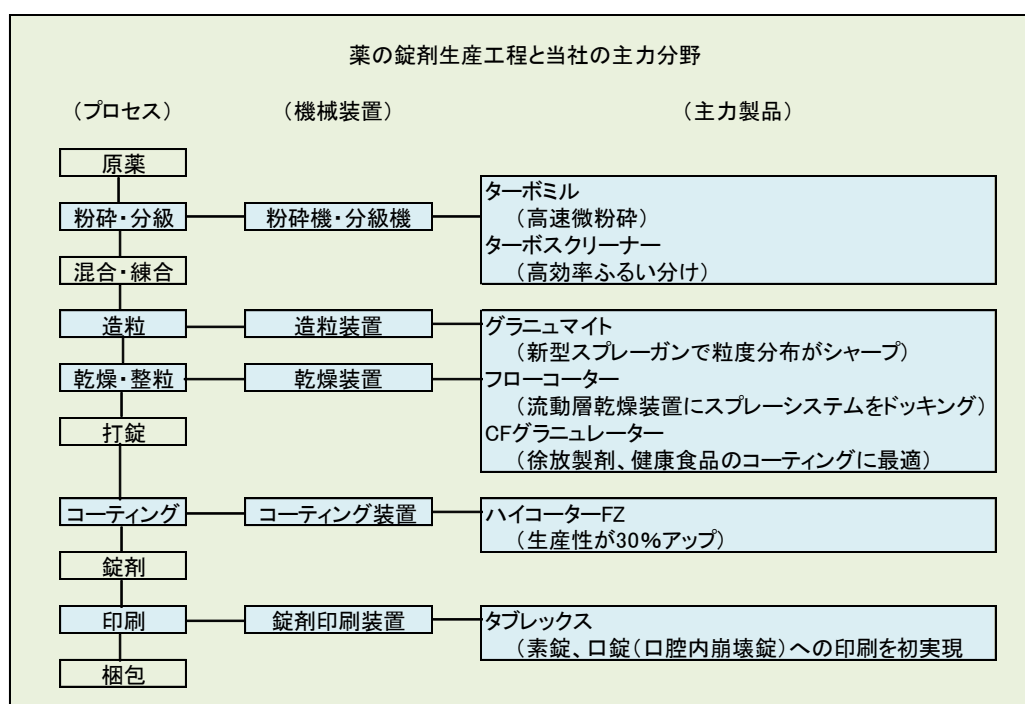 薬の錠剤生産工程と当社の主力分野
（プロセス） （機械装置） （主力製品）
原薬
粉砕・分級 粉砕機・分級機 ターボミル
（高速微粉砕）
ターボスクリーナー
（高効率ふるい分け）
混合・練合
造粒 造粒装置 グラニュマイト
（新型スプレーガンで粒度分布がシャープ）
乾燥・整粒 乾燥装置 フローコーター
（流動層乾燥装置にスプレーシステムをドッキング）
打錠
CFグラニュレーター
（徐放製剤、健康食品のコーティングに最適）
コーティング コーティング装置 ハイコーターFZ
（生産性が30%アップ）
錠剤
印刷 錠剤印刷装置 タブレックス
（素錠、口錠（口腔内崩壊錠）への印刷を初実現
梱包